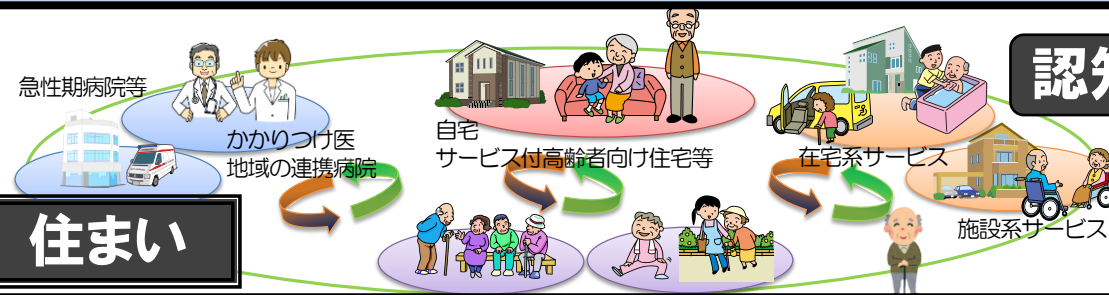 急性期病院等
かかりつけ医
地域の連携病院
自宅
サービス付高齢者向け住宅等
在宅系サービス
施設系サービス
住まい
認